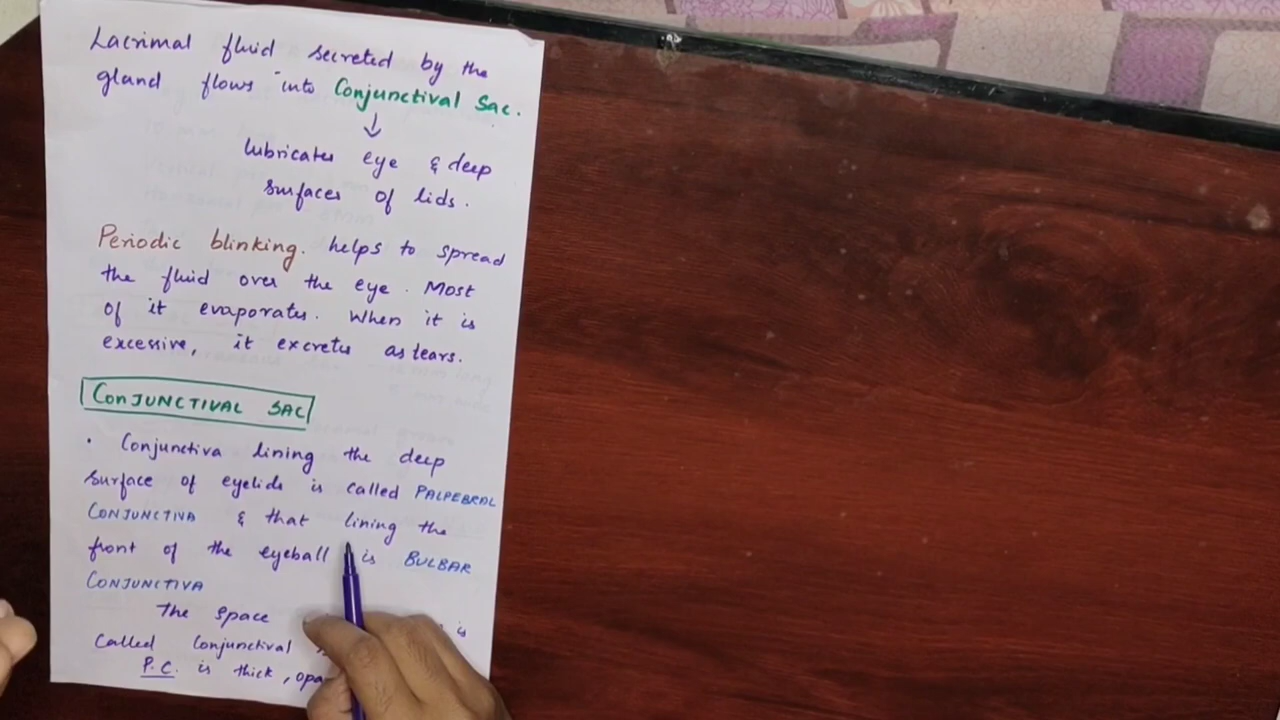 Lacrimal fluid secreted by the
gland flows into Conjunctival Sac.
↓
lubricates eye & deep
surfaces of lids.
Periodic blinking. helps to spread
the fluid over the eye. Most
of it evaporates. When it is
excessive, it excretes as tears.
CONJUNCTIVAL SAC
• Conjunctiva lining the deep
surface of eyelids is called PALPEBRAL
CONJUNCTIVA & that lining the
front of the eyeball is BULBAR
CONJUNCTIVA
The space is
Called Conjunctival
P.C. is thick,